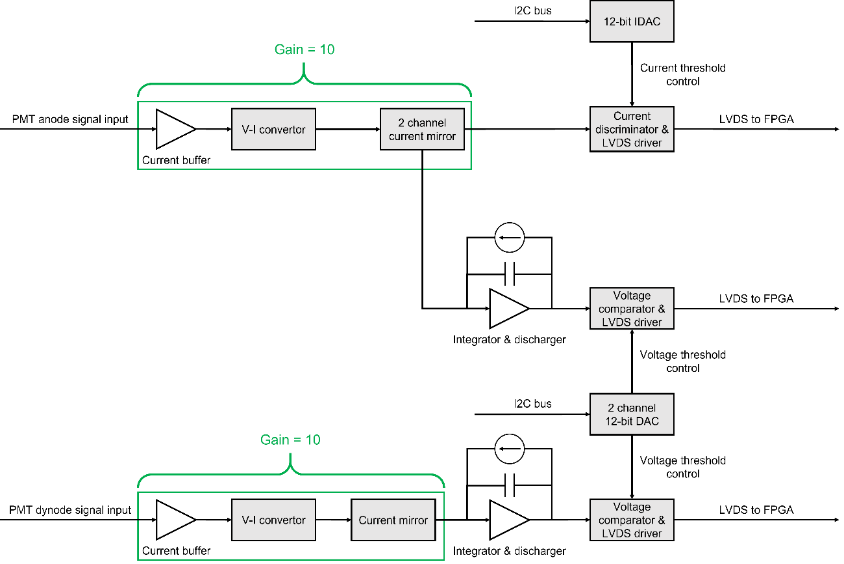 I2C bus
12-bit IDAC
Gain = 10
Current threshold
control
PMT anode signal input
V-I convertor
2 channel
current mirror
Current
discriminator &
LVDS driver
LVDS to FPGA
Current buffer
Voltage
comparator &
LVDS driver
LVDS to FPGA
Integrator & discharger
Voltage threshold
control
I2C bus
2 channel
12-bit DAC
Gain = 10
Voltage threshold
control
PMT dynode signal input
V-I convertor
Current mirror
Voltage
comparator &
LVDS driver
LVDS to FPGA
Current buffer
Integrator & discharger